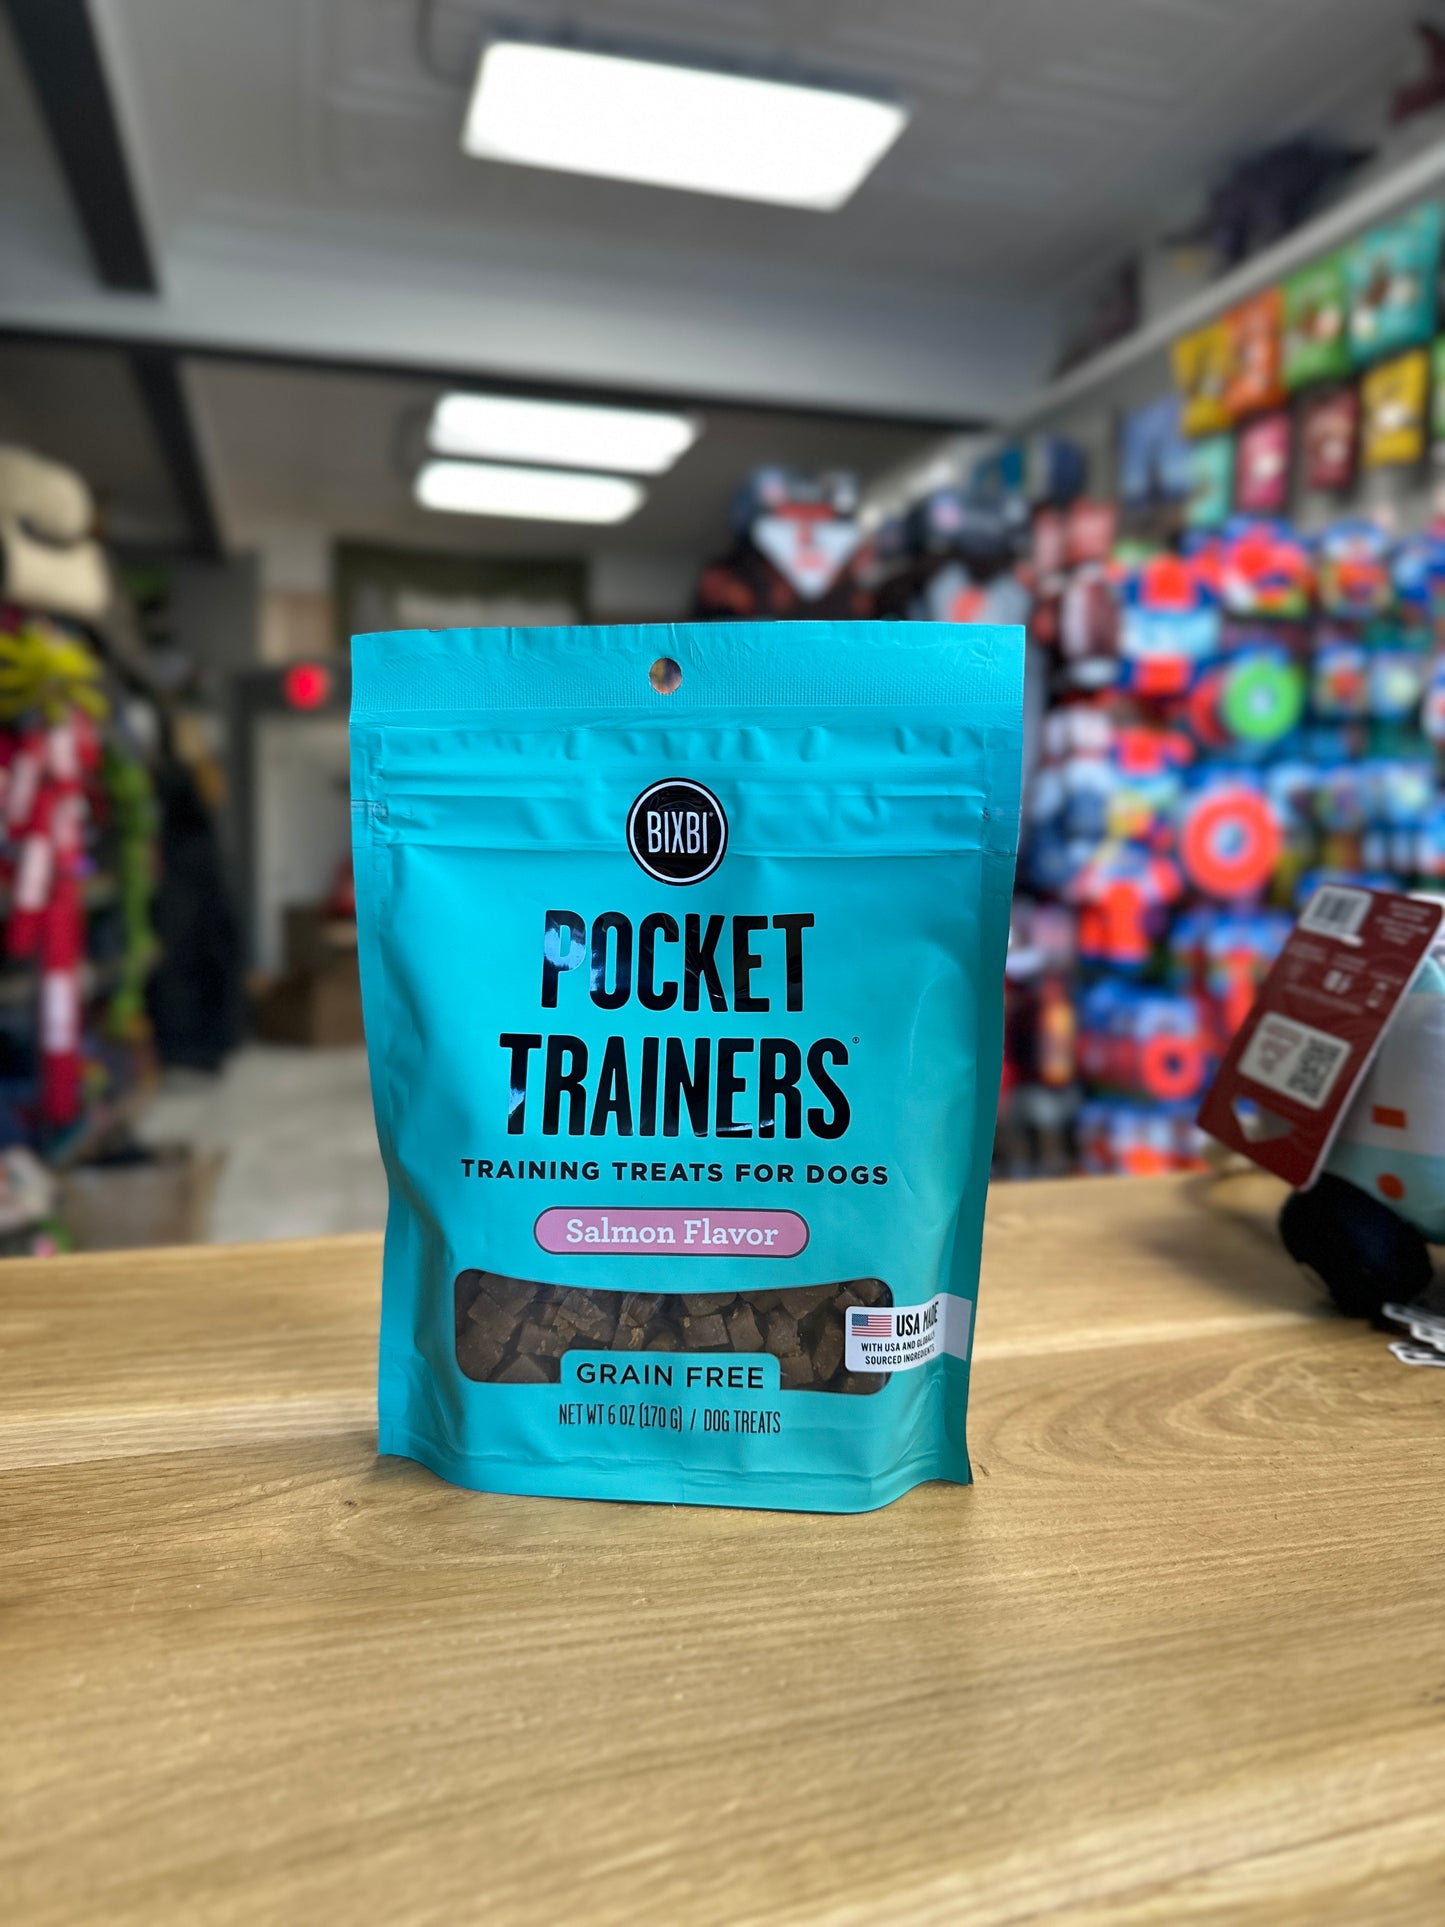 BIXBI®
POCKET
TRAINERS®
TRAINING TREATS FOR DOGS
Salmon Flavor
USA MADE
WITH USA AND GLOBALLY
SOURCED INGREDIENTS
GRAIN FREE
NET WT 6 OZ (170 G) / DOG TREATS